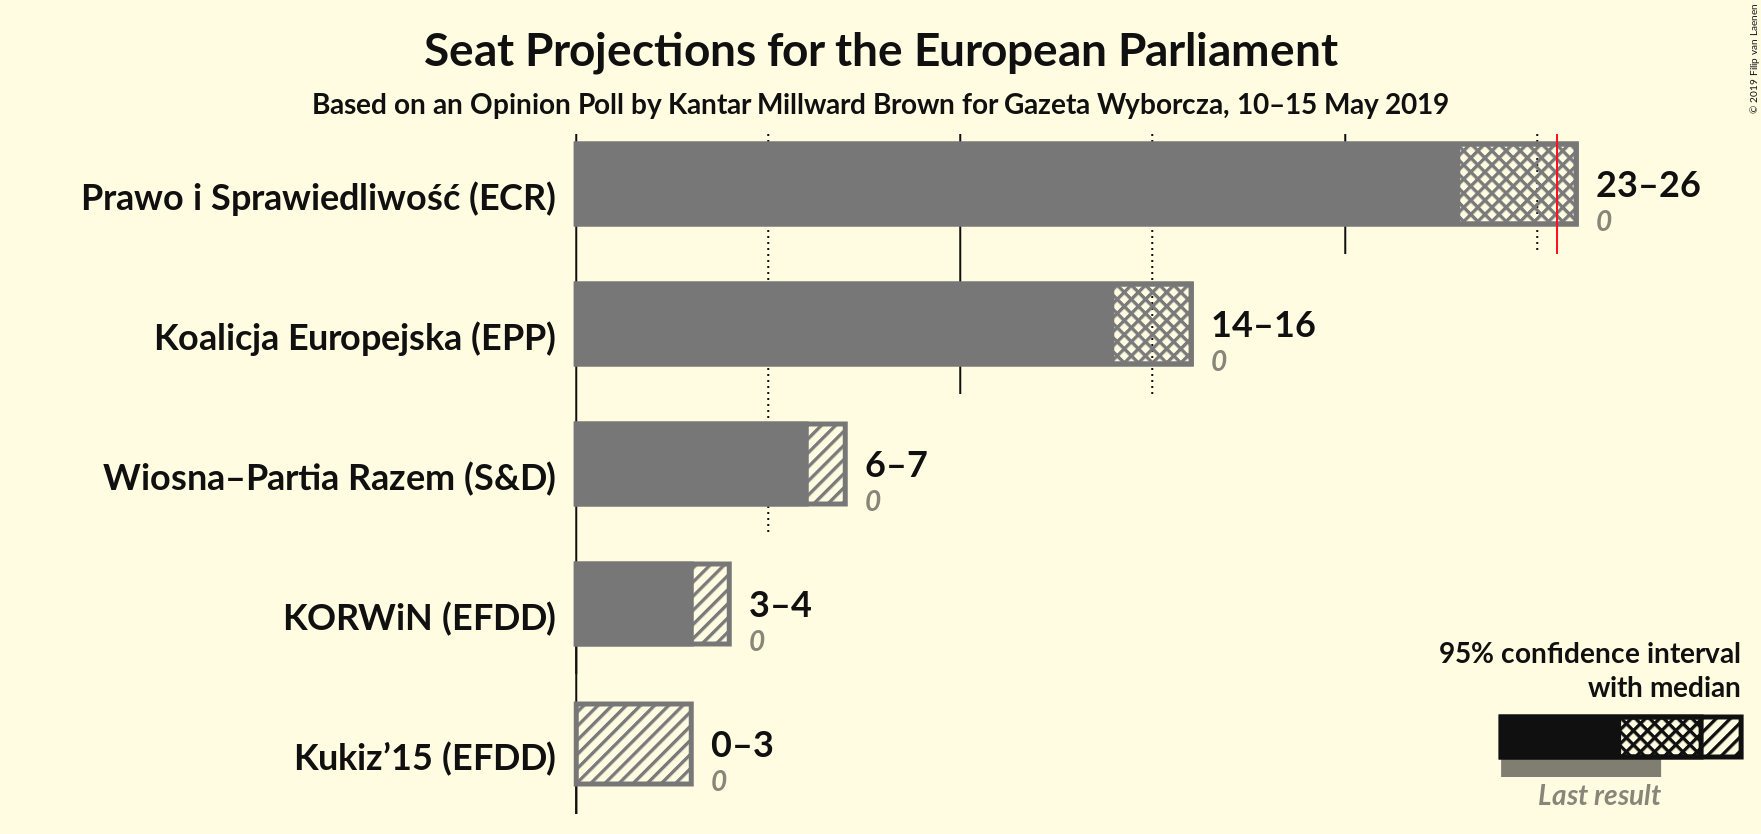 Seat Projections for the European Parliament
Based on an Opinion Poll by Kantar Millward Brown for Gazeta Wyborcza, 10–15 May 2019
© 2019 Filip van Laenen
Prawo i Sprawiedliwość (ECR)
23–26
0
Koalicja Europejska (EPP)
14–16
0
Wiosna–Partia Razem (S&D)
6–7
0
KORWiN (EFDD)
3–4
0
Kukiz’15 (EFDD)
0–3
0
95% confidence interval
with median
Last result